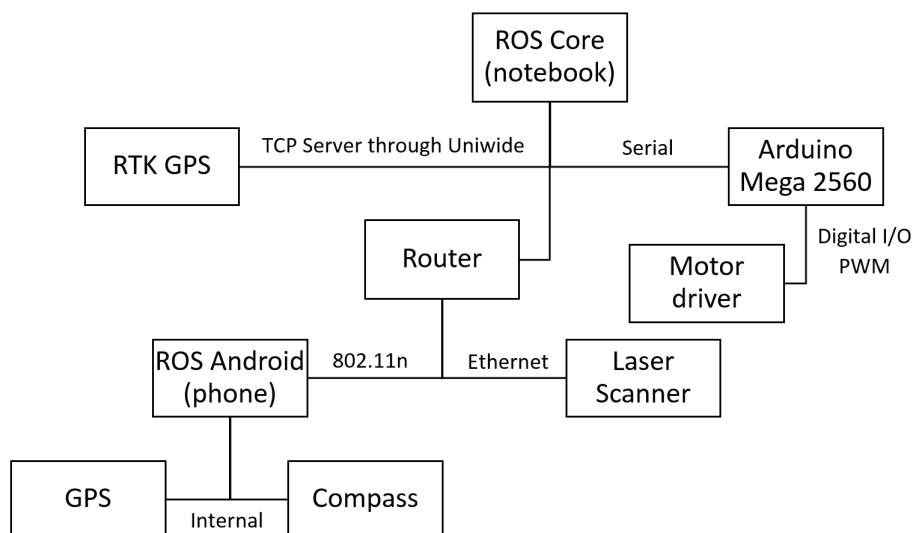 ROS Core
(notebook)
TCP Server through Uniwide
Serial
RTK GPS
Arduino
Mega 2560
Router
Digital I/O
PWM
Motor
driver
ROS Android
(phone)
802.11n
Ethernet
Laser
Scanner
GPS
Internal
Compass